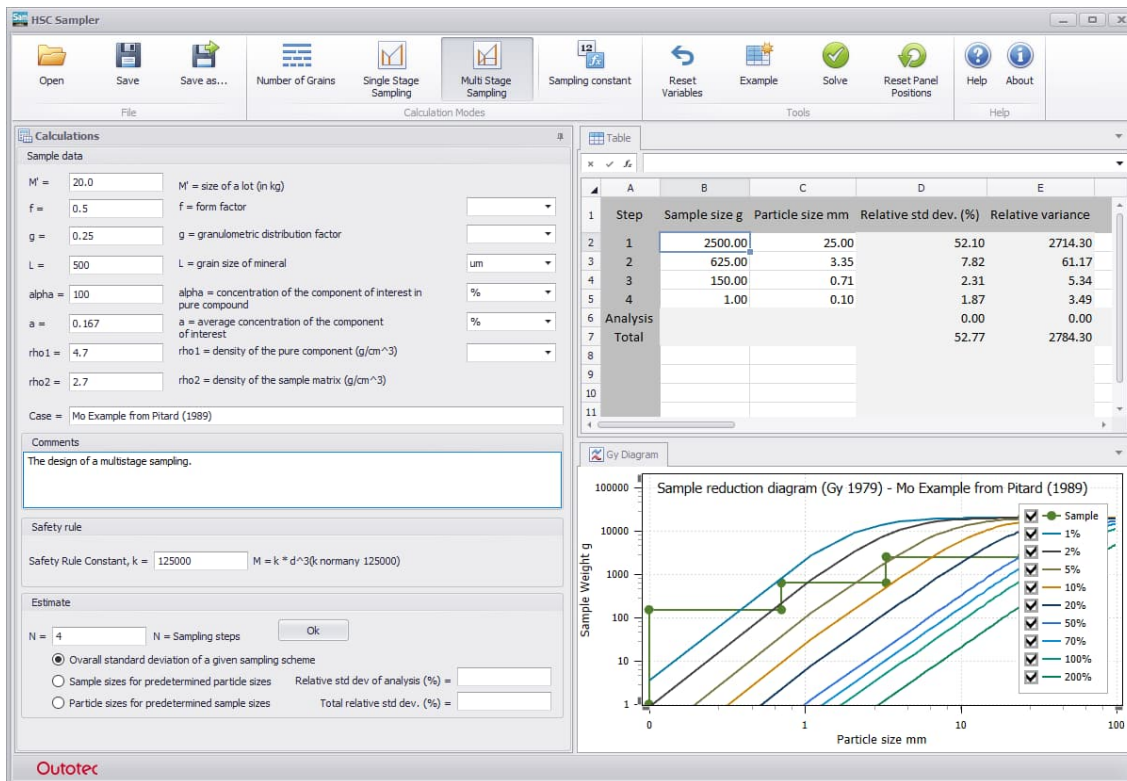 Sam HSC Sampler
Open
Save
Save as...
Number of Grains
Single Stage
Sampling
Multi Stage
Sampling
12
fx
Sampling constant
Reset
Variables
Example
Solve
Reset Panel
Positions
Help
About
File
Calculation Modes
Tools
Help
Calculations
Sample data
M' = 20.0 M' = size of a lot (in kg)
f = 0.5 f = form factor
g = 0.25 g = granulometric distribution factor
L = 500 L = grain size of mineral um
alpha = 100 alpha = concentration of the component of interest in
pure compound %
a = 0.167 a = average concentration of the component
of interest %
rho1 = 4.7 rho1 = density of the pure component (g/cm^3)
rho2 = 2.7 rho2 = density of the sample matrix (g/cm^3)
Case = Mo Example from Pitard (1989)
Comments
The design of a multistage sampling.
Safety rule
Safety Rule Constant, k = 125000 M = k * d^3(k normany 125000)
Estimate
N = 4 N = Sampling steps Ok
Ovarall standard deviation of a given sampling scheme
Sample sizes for predetermined particle sizes Relative std dev of analysis (%) =
Particle sizes for predetermined sample sizes Total relative std dev. (%) =
Outotec
Table
fx
A B C D E
1 Step Sample size g Particle size mm Relative std dev. (%) Relative variance
2 1 2500.00 25.00 52.10 2714.30
3 2 625.00 3.35 7.82 61.17
4 3 150.00 0.71 2.31 5.34
5 4 1.00 0.10 1.87 3.49
6 Analysis 0.00 0.00
7 Total 52.77 2784.30
8
9
10
11
Gy Diagram
Sample reduction diagram (Gy 1979) - Mo Example from Pitard (1989)
Sample Weight g
100000
10000
1000
100
10
1
0 1 10 100
Particle size mm
Sample
1%
2%
5%
10%
20%
50%
70%
100%
200%